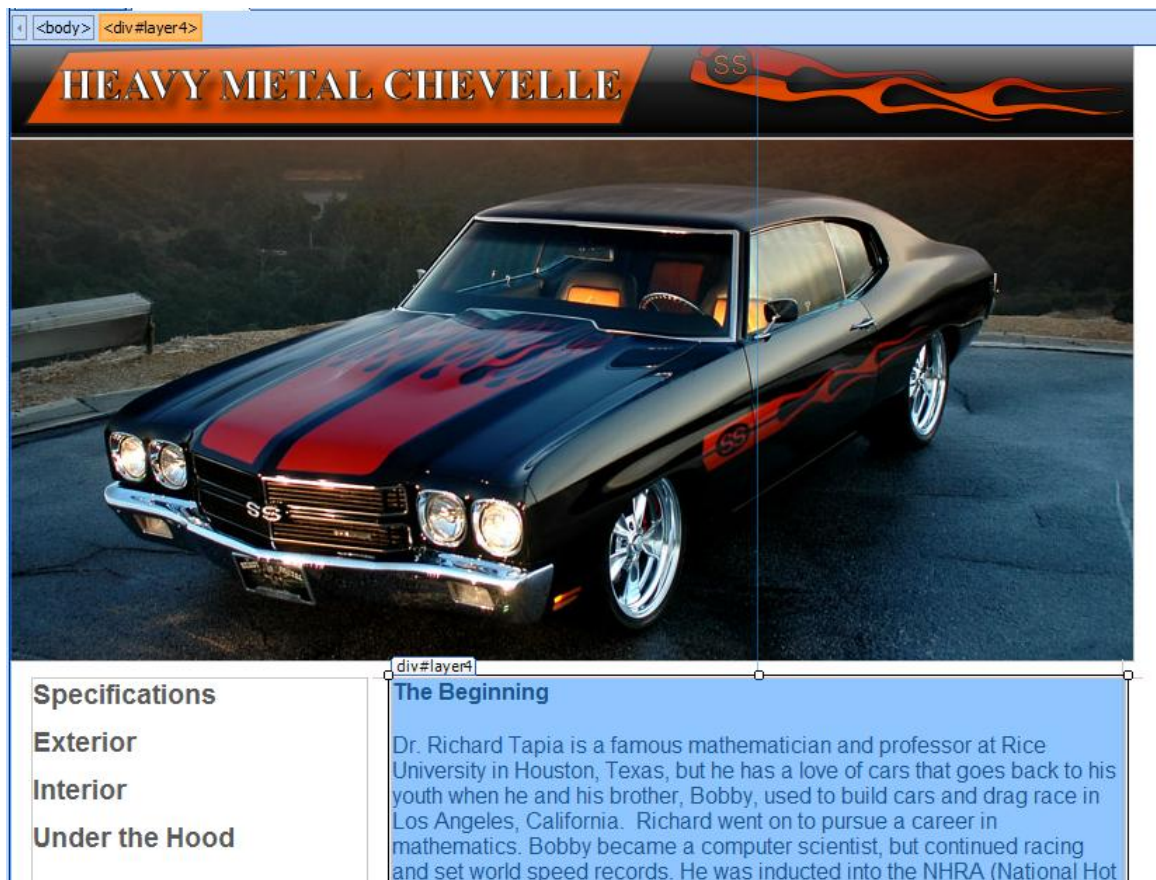 <body> <div#layer4>
HEAVY METAL CHEVELLE
SS
SS
SS
div#layer4
Specifications
Exterior
Interior
Under the Hood
The Beginning
Dr. Richard Tapia is a famous mathematician and professor at Rice
University in Houston, Texas, but he has a love of cars that goes back to his
youth when he and his brother, Bobby, used to build cars and drag race in
Los Angeles, California.  Richard went on to pursue a career in
mathematics. Bobby became a computer scientist, but continued racing
and set world speed records. He was inducted into the NHRA (National Hot